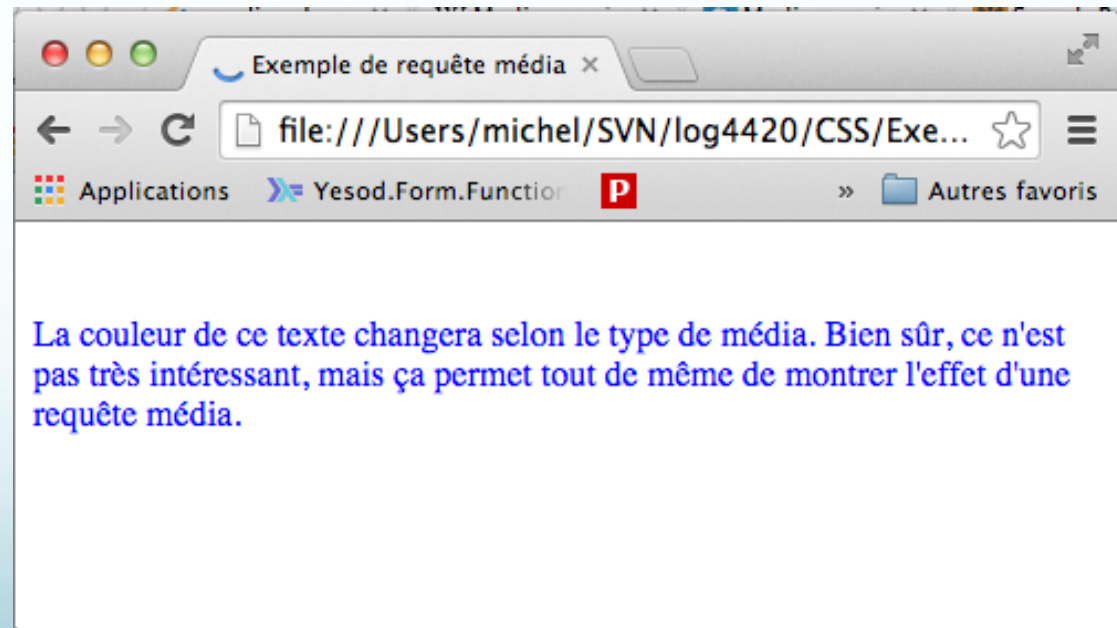 Exemple de requête média
file:///Users/michel/SVN/log4420/CSS/Exe...
Applications Yesod.Form.Function P » Autres favoris
La couleur de ce texte changera selon le type de média. Bien sûr, ce n'est
pas très intéressant, mais ça permet tout de même de montrer l'effet d'une
requête média.